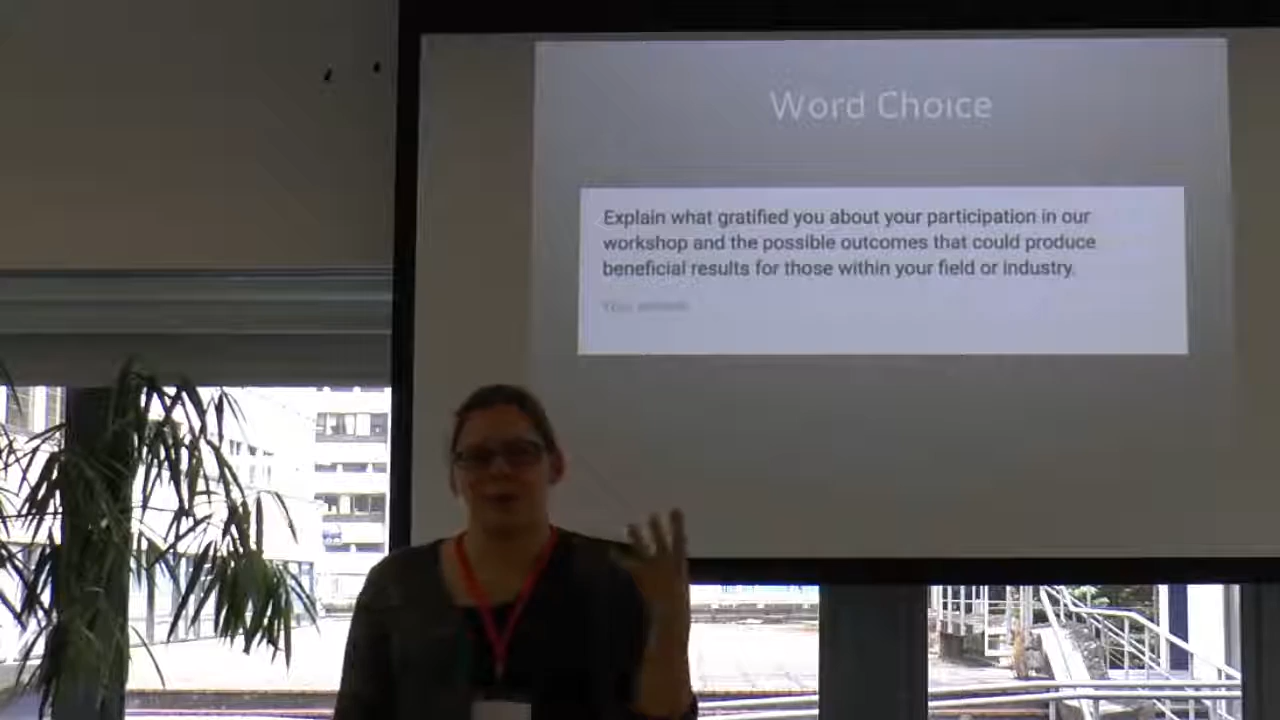 Word Choice
Explain what gratified you about your participation in our
workshop and the possible outcomes that could produce
beneficial results for those within your field or industry.